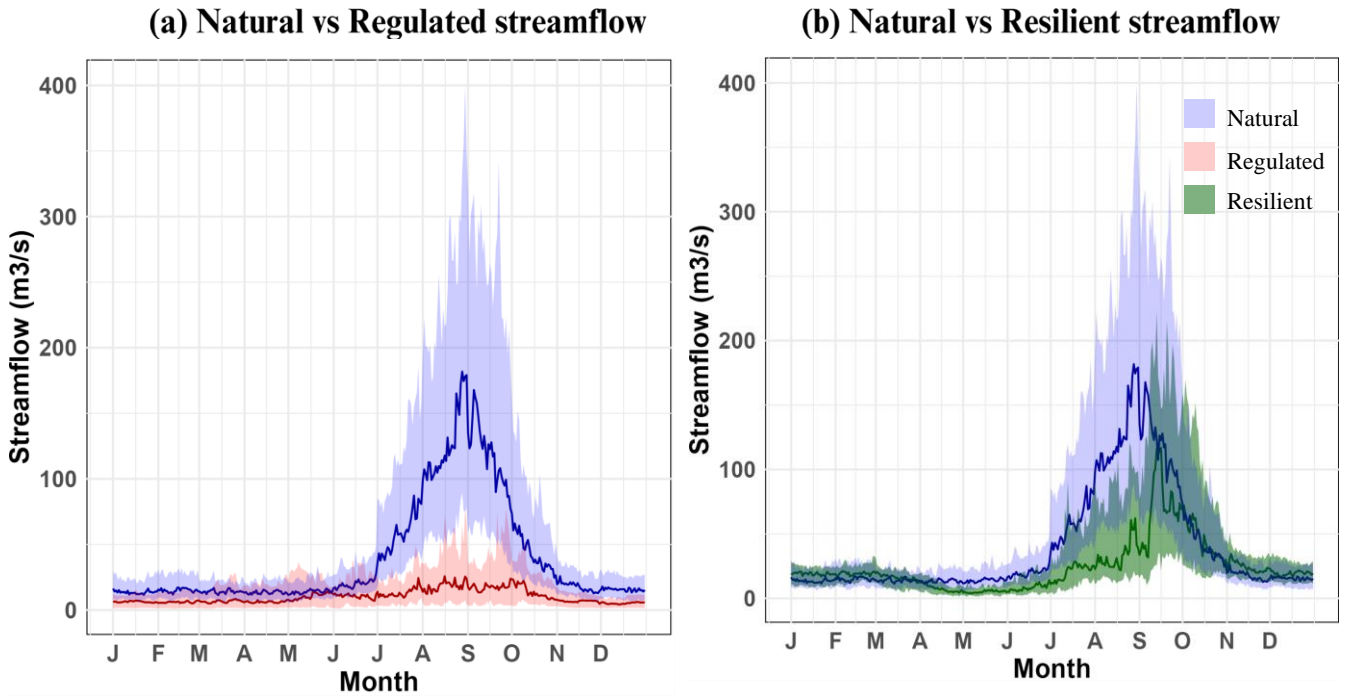 (a) Natural vs Regulated streamflow
Streamflow (m3/s)
400
300
200
100
0
J F M A M J J A S O N D
Month
(b) Natural vs Resilient streamflow
Streamflow (m3/s)
400
300
200
100
0
J F M A M J J A S O N D
Month
Natural
Regulated
Resilient